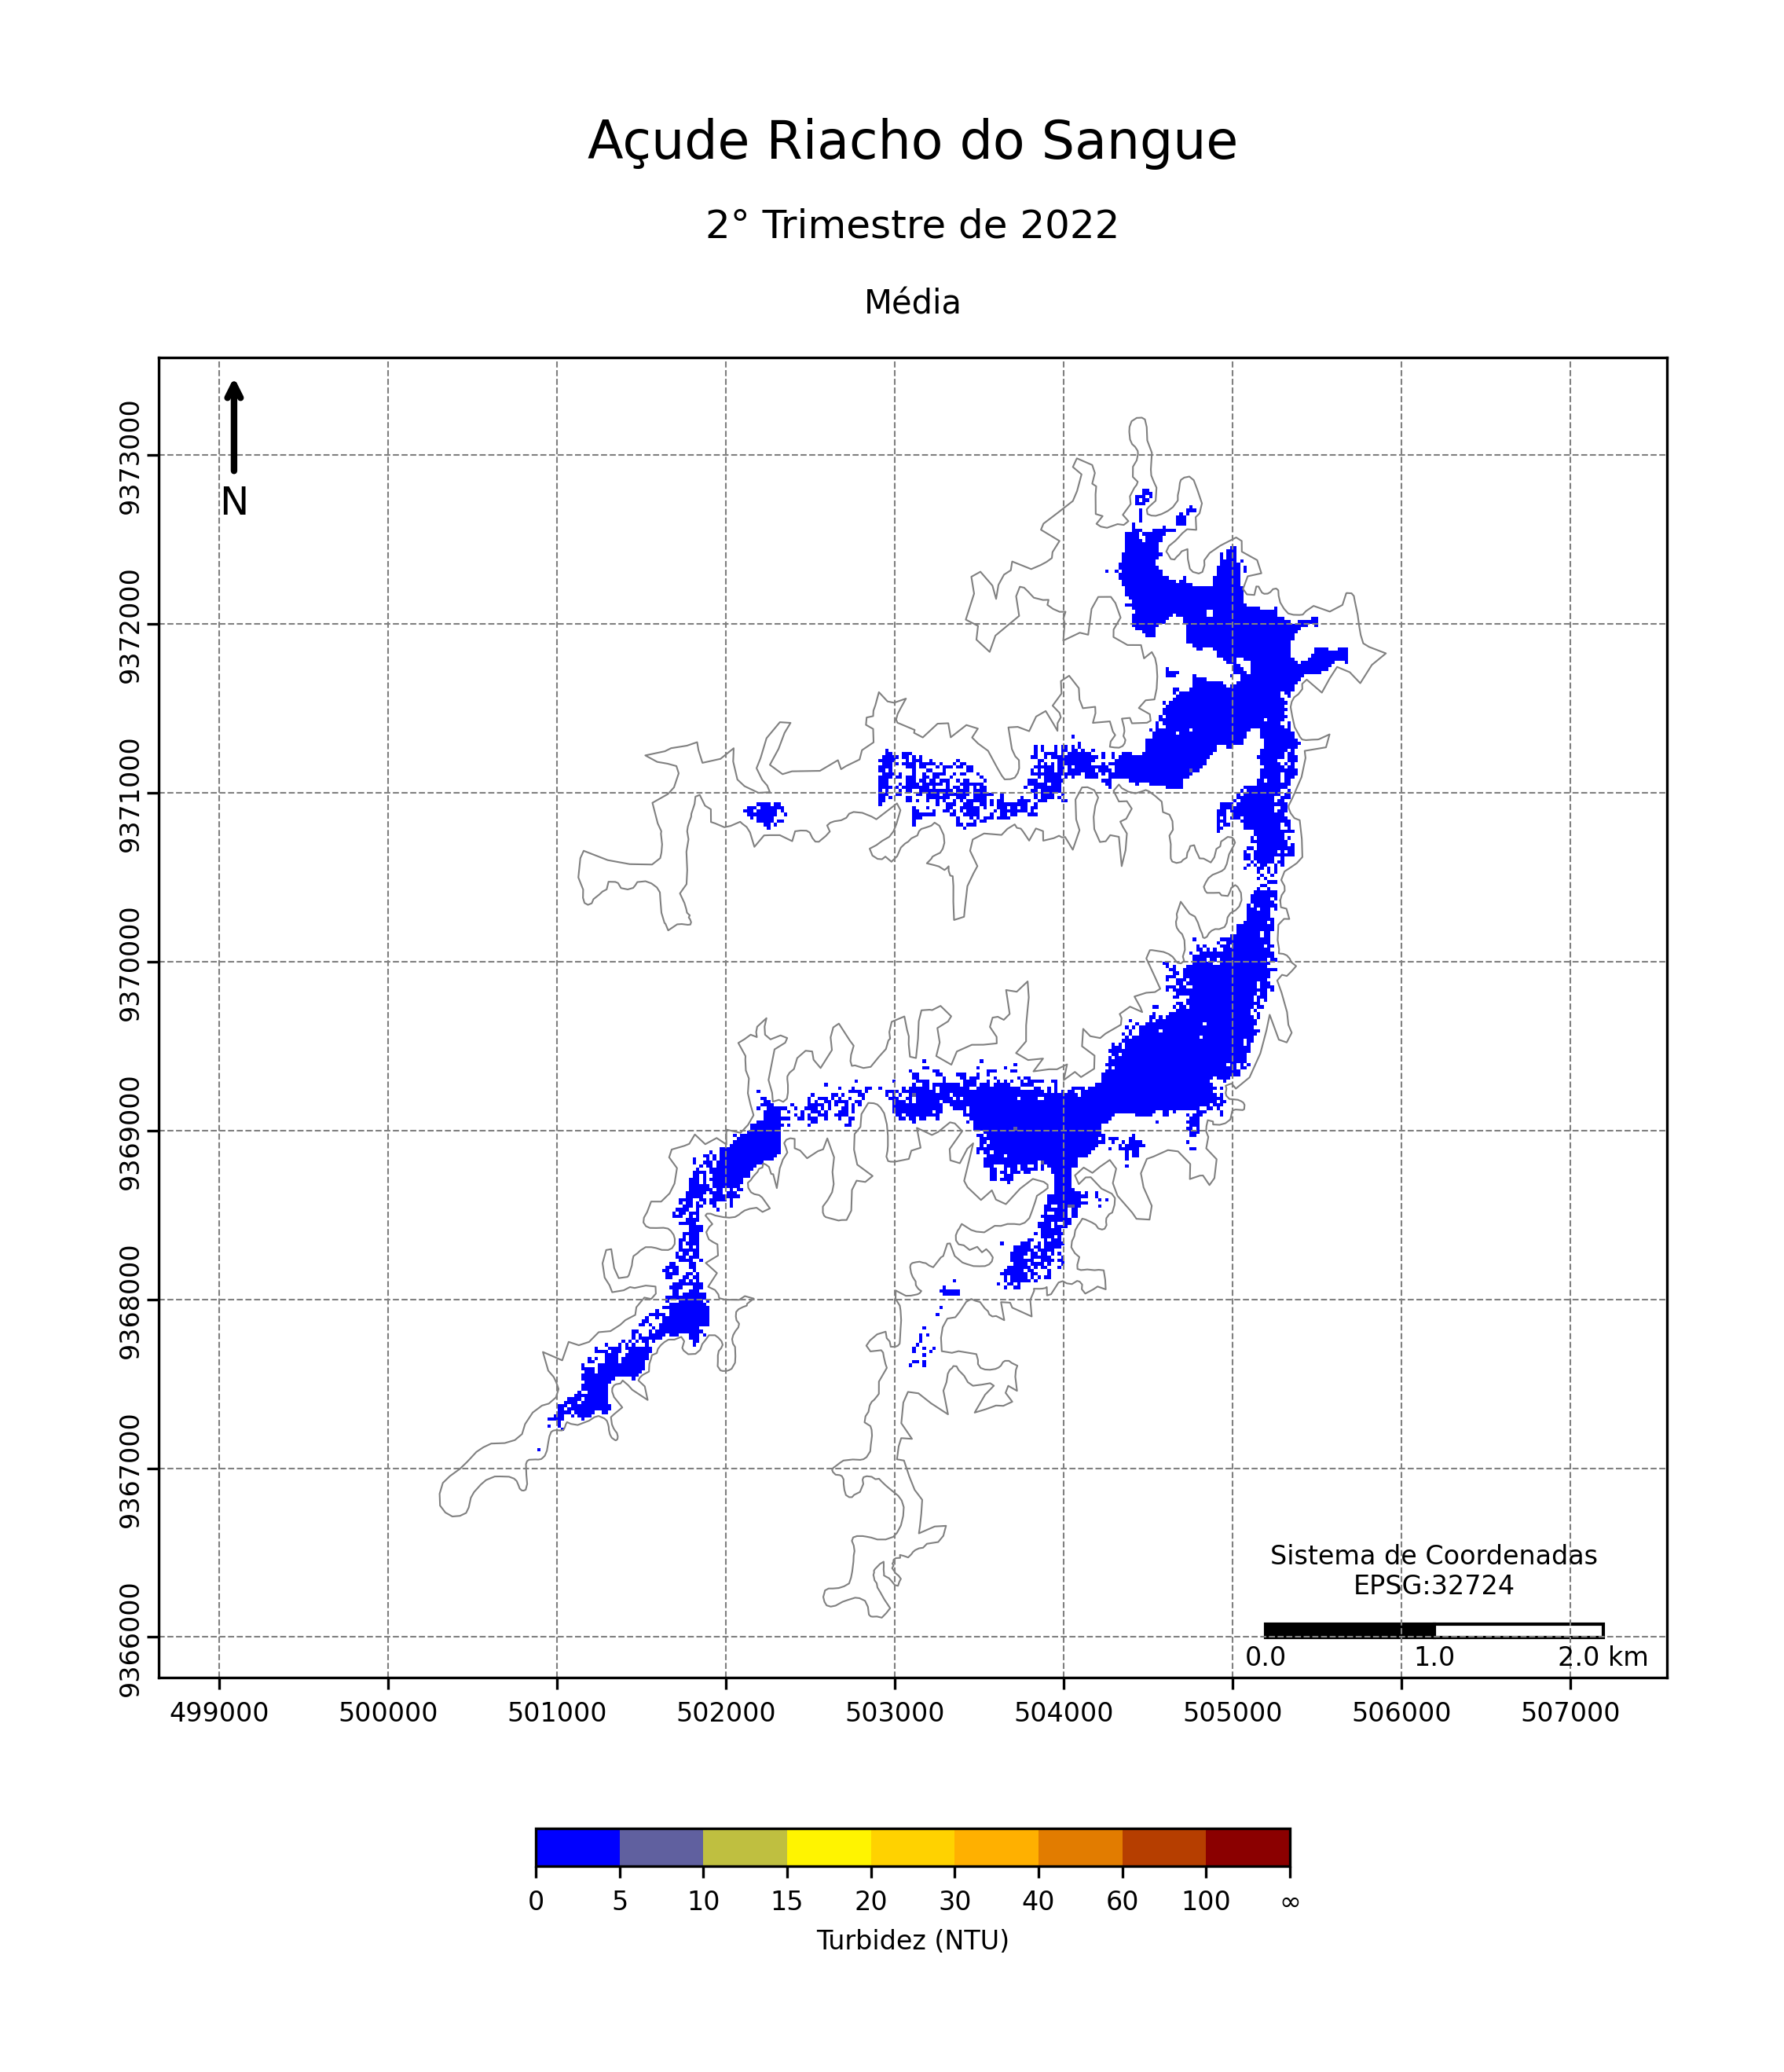 Açude Riacho do Sangue
2° Trimestre de 2022
Média
N
9373000
9372000
9371000
9370000
9369000
9368000
9367000
9366000
Sistema de Coordenadas
EPSG:32724
0.0 1.0 2.0 km
499000 500000 501000 502000 503000 504000 505000 506000 507000
0 5 10 15 20 30 40 60 100 ∞
Turbidez (NTU)